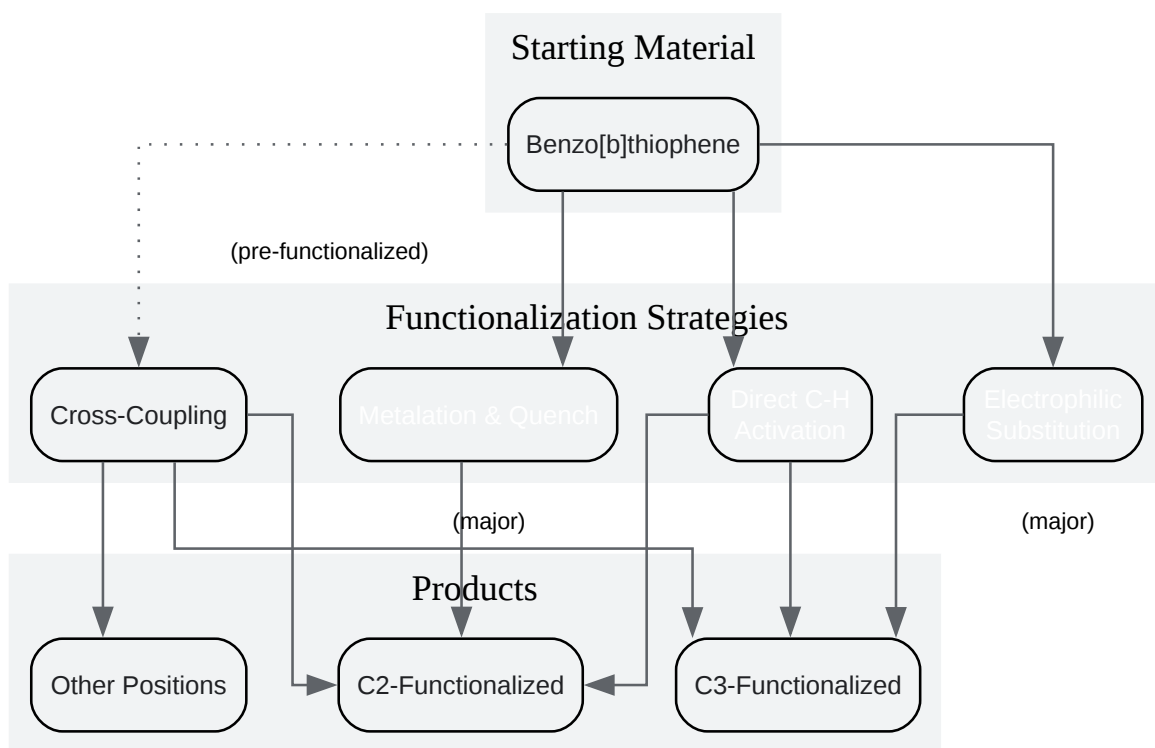 Starting Material
Benzo[b]thiophene
(pre-functionalized)
Functionalization Strategies
Cross-Coupling
Metalation & Quench
Direct C-H
Activation
Electrophilic
Substitution
(major)
(major)
Products
Other Positions
C2-Functionalized
C3-Functionalized